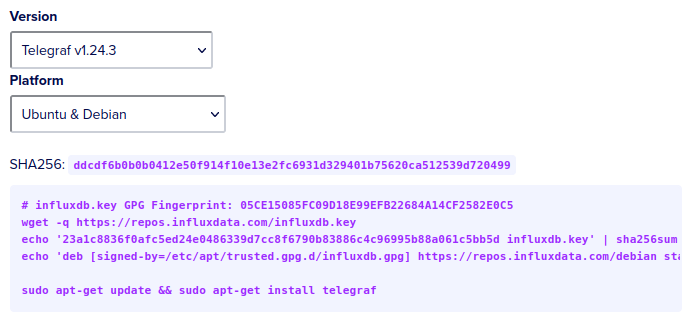 Version
Telegraf v1.24.3
Platform
Ubuntu & Debian
SHA256: ddcdf6b0b0b0412e50f914f10e13e2fc6931d329401b75620ca512539d720499
# influxdb.key GPG Fingerprint: 05CE15085FC09D18E99EFB22684A14CF2582E0C5
wget -q https://repos.influxdata.com/influxdb.key
echo '23a1c8836f0afc5ed24e0486339d7cc8f6790b83886c4c96995b88a061c5bb5d influxdb.key' | sha256sum
echo 'deb [signed-by=/etc/apt/trusted.gpg.d/influxdb.gpg] https://repos.influxdata.com/debian sta
sudo apt-get update && sudo apt-get install telegraf